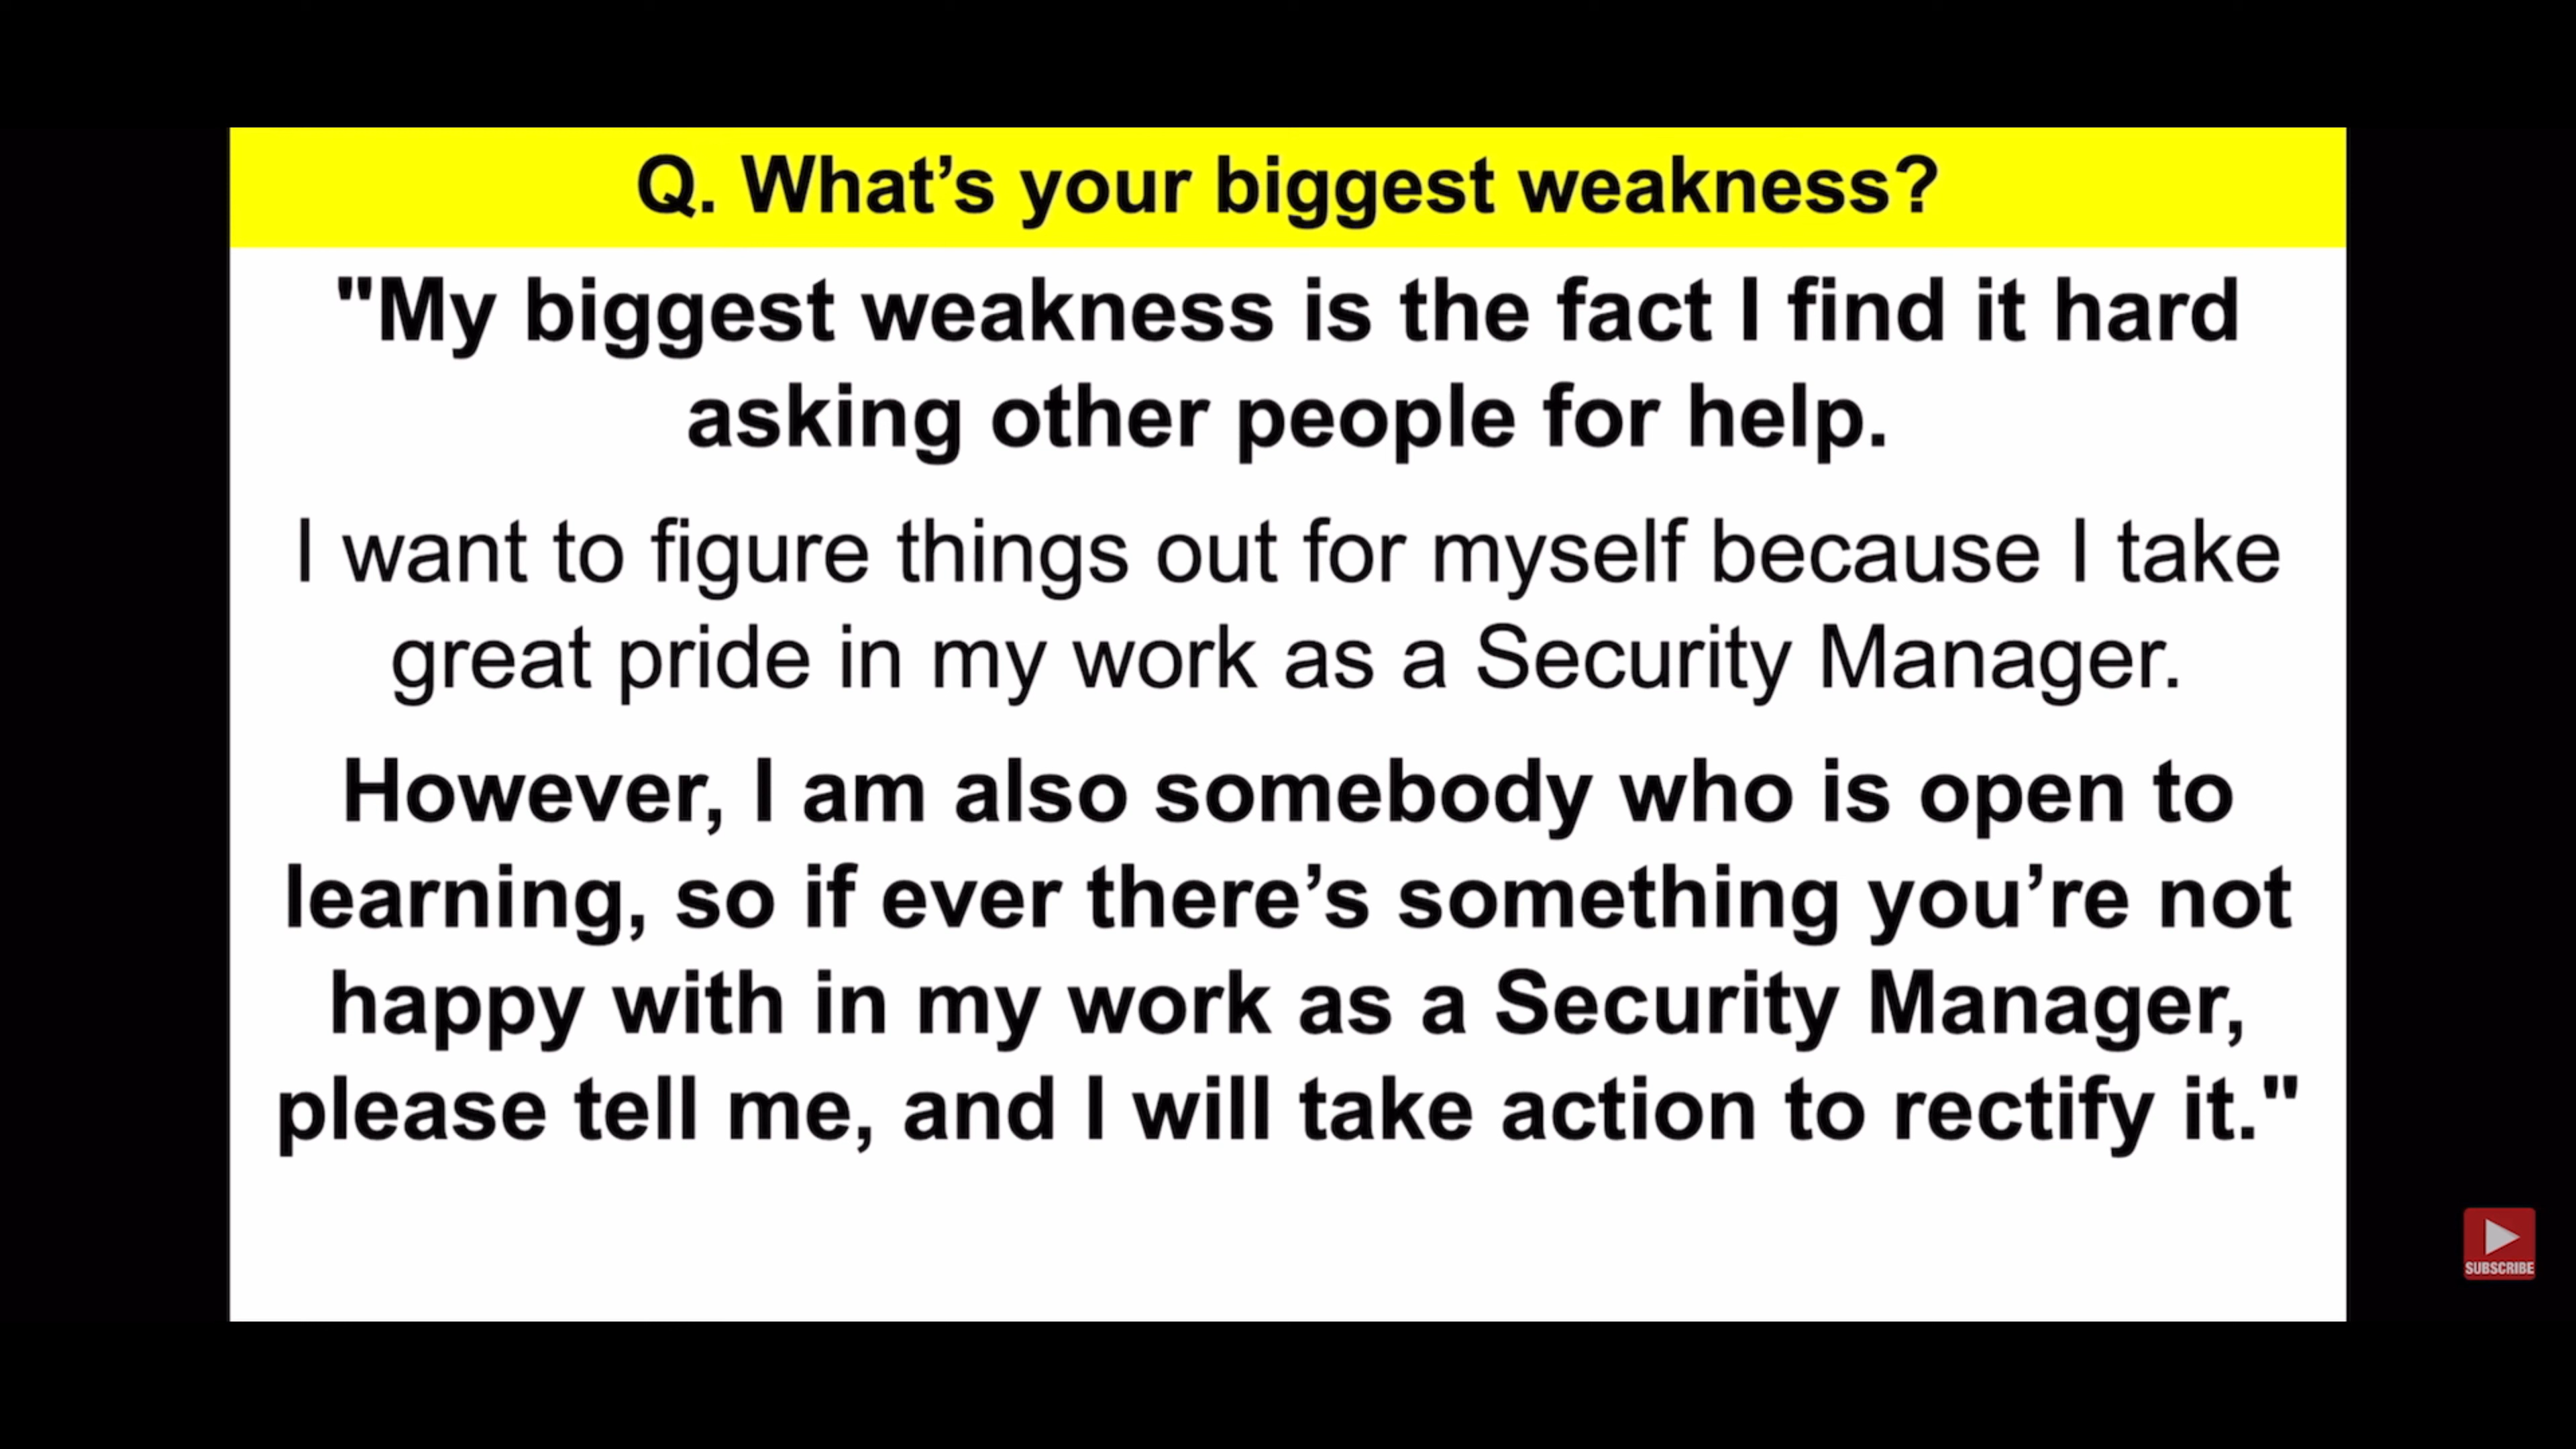 Q. What’s your biggest weakness?
"My biggest weakness is the fact I find it hard
asking other people for help.
I want to figure things out for myself because I take
great pride in my work as a Security Manager.
However, I am also somebody who is open to
learning, so if ever there’s something you’re not
happy with in my work as a Security Manager,
please tell me, and I will take action to rectify it."
SUBSCRIBE